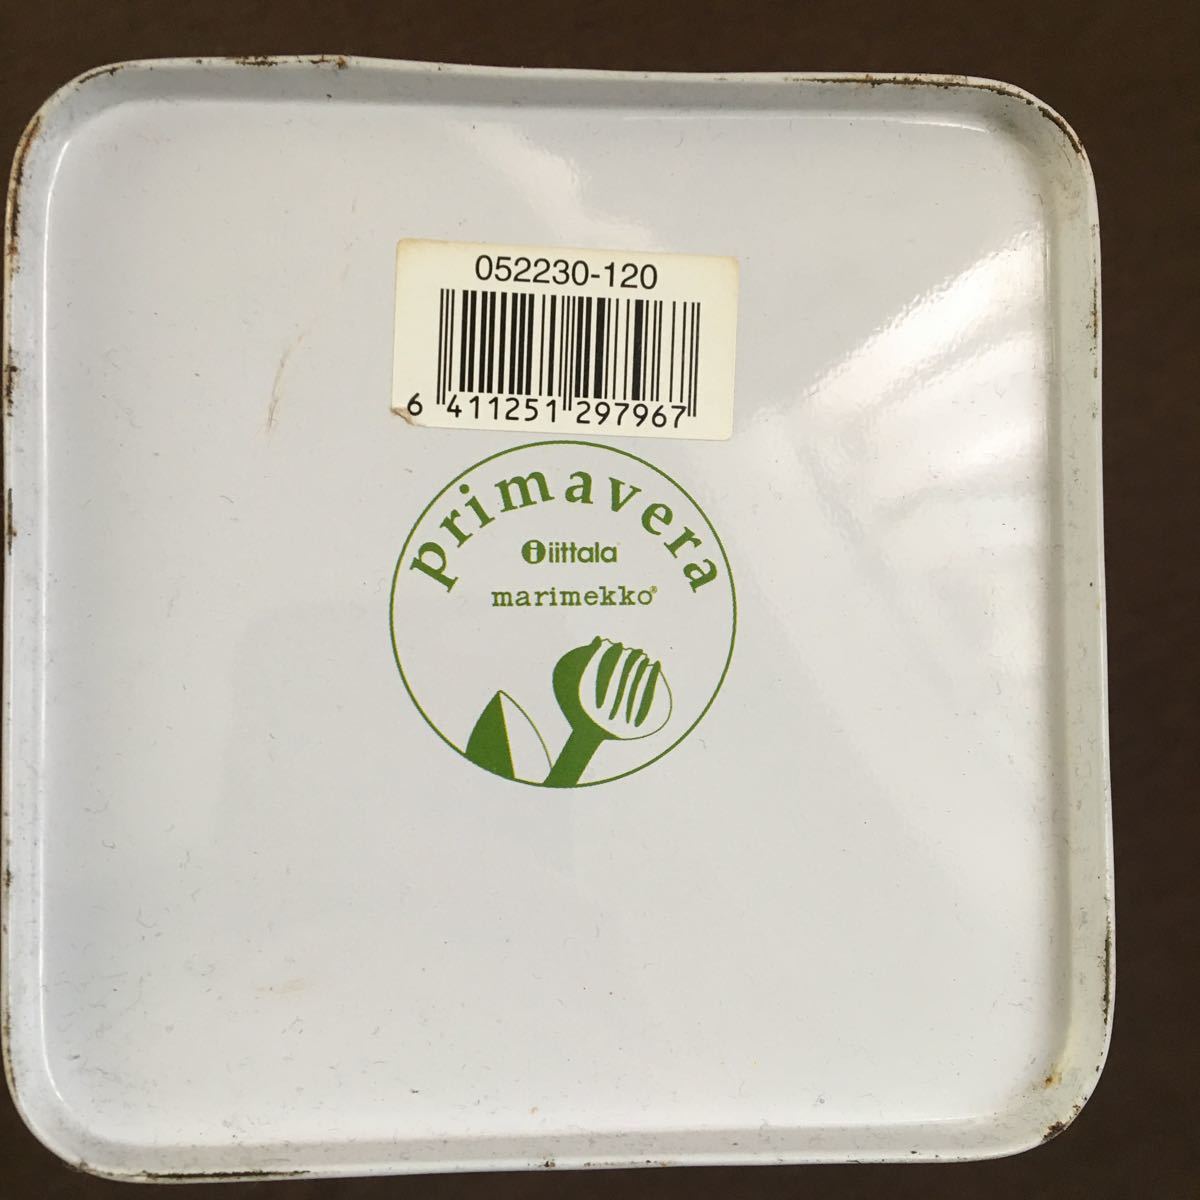 052230-120
6 411251 297967
primavera
i iittala
marimekko®